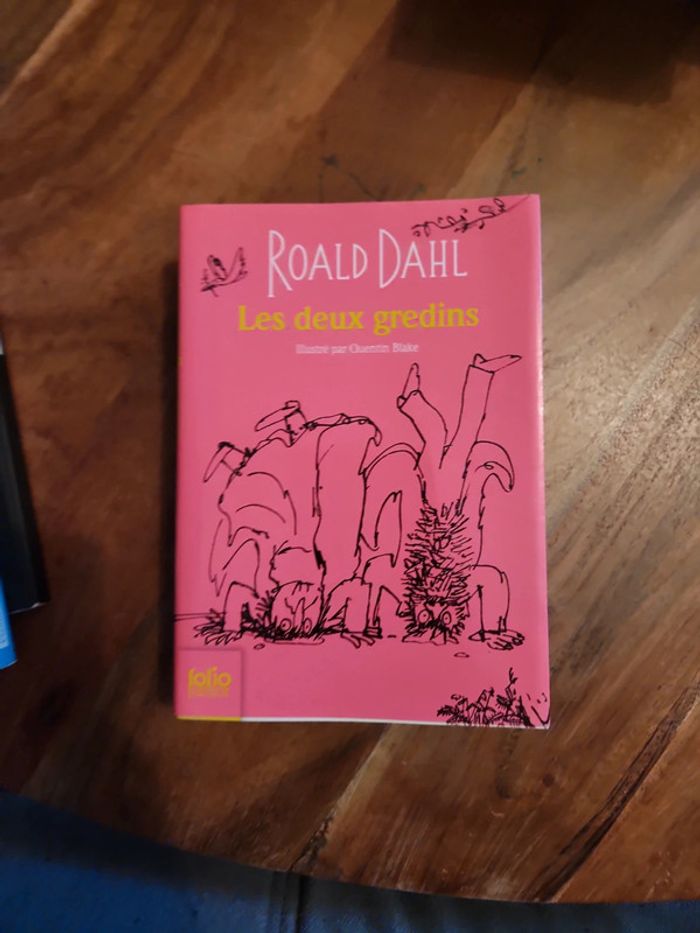 ROALD DAHL
Les deux gredins
Illustré par Quentin Blake
folio